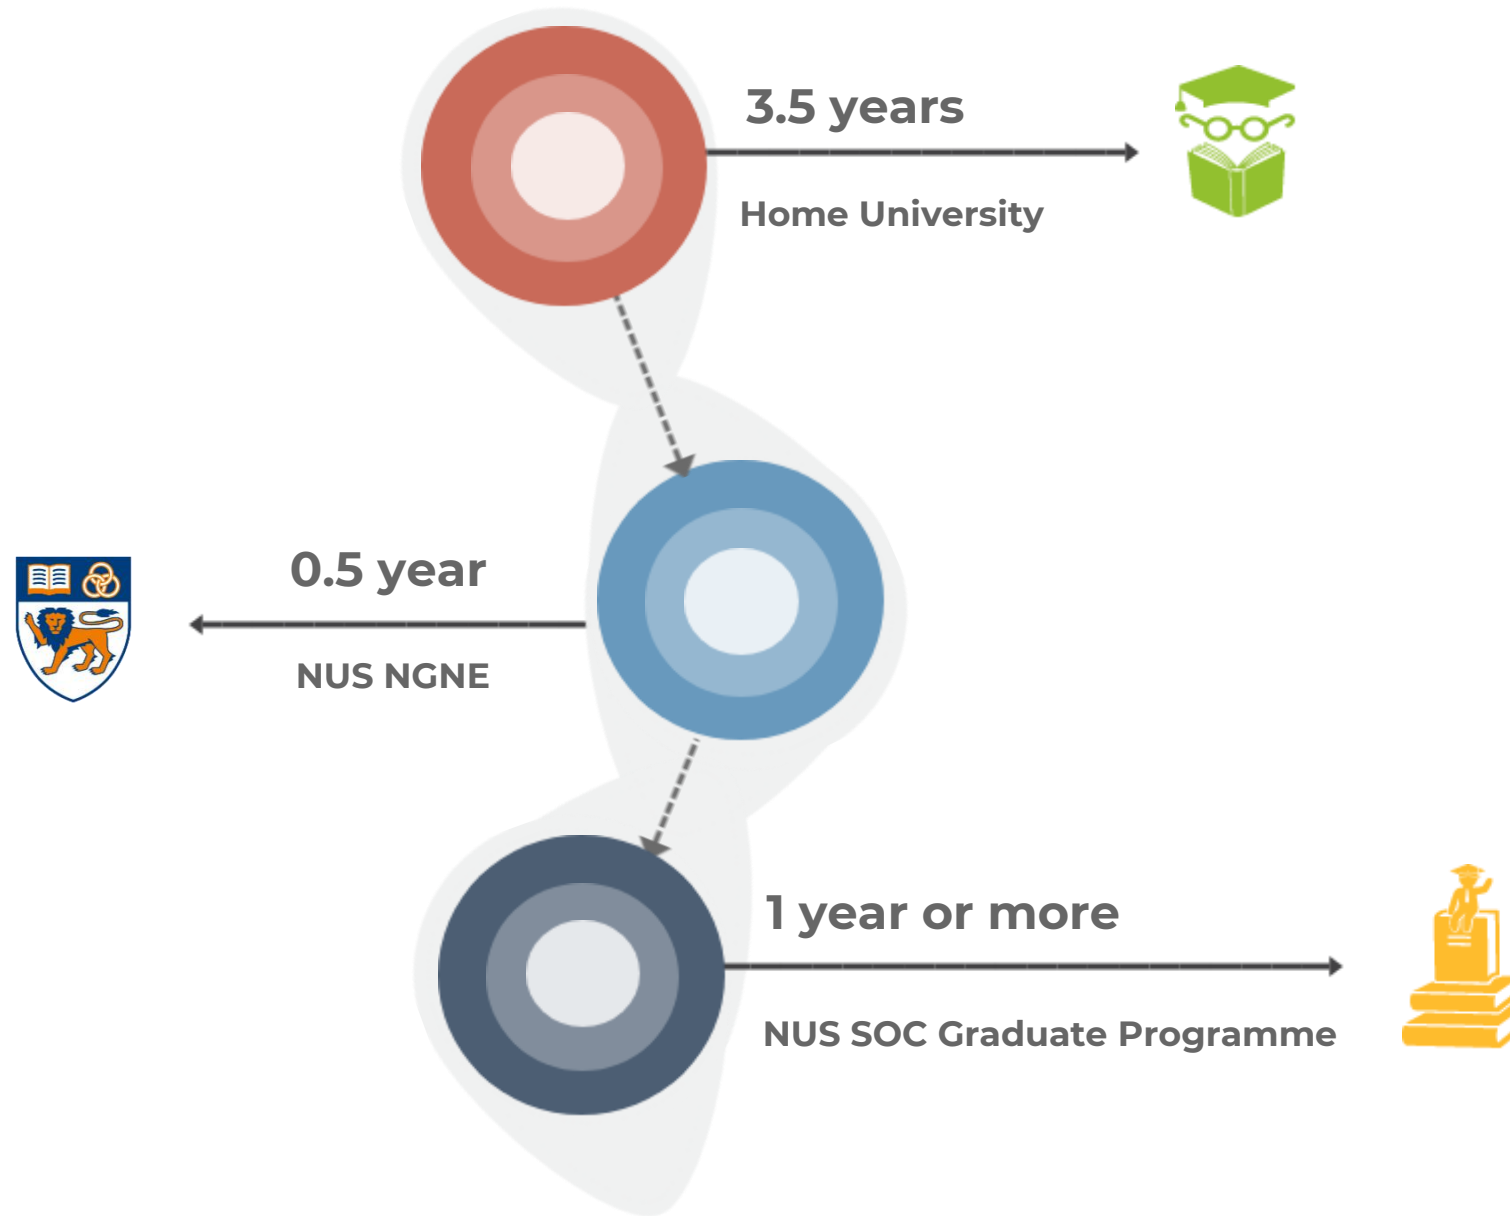 3.5 years
Home University
0.5 year
NUS NGNE
1 year or more
NUS SOC Graduate Programme